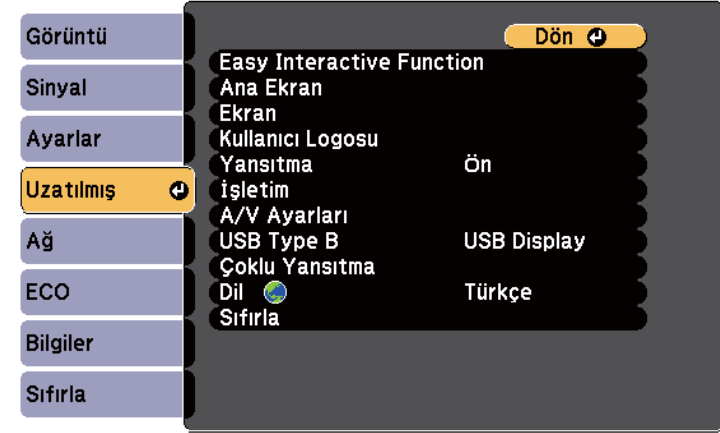 Görüntü
Sinyal
Ayarlar
Uzatılmış
Ağ
ECO
Bilgiler
Sıfırla
Dön
Easy Interactive Function
Ana Ekran
Ekran
Kullanıcı Logosu
Yansıtma Ön
İşletim
A/V Ayarları
USB Type B USB Display
Çoklu Yansıtma
Dil Türkçe
Sıfırla